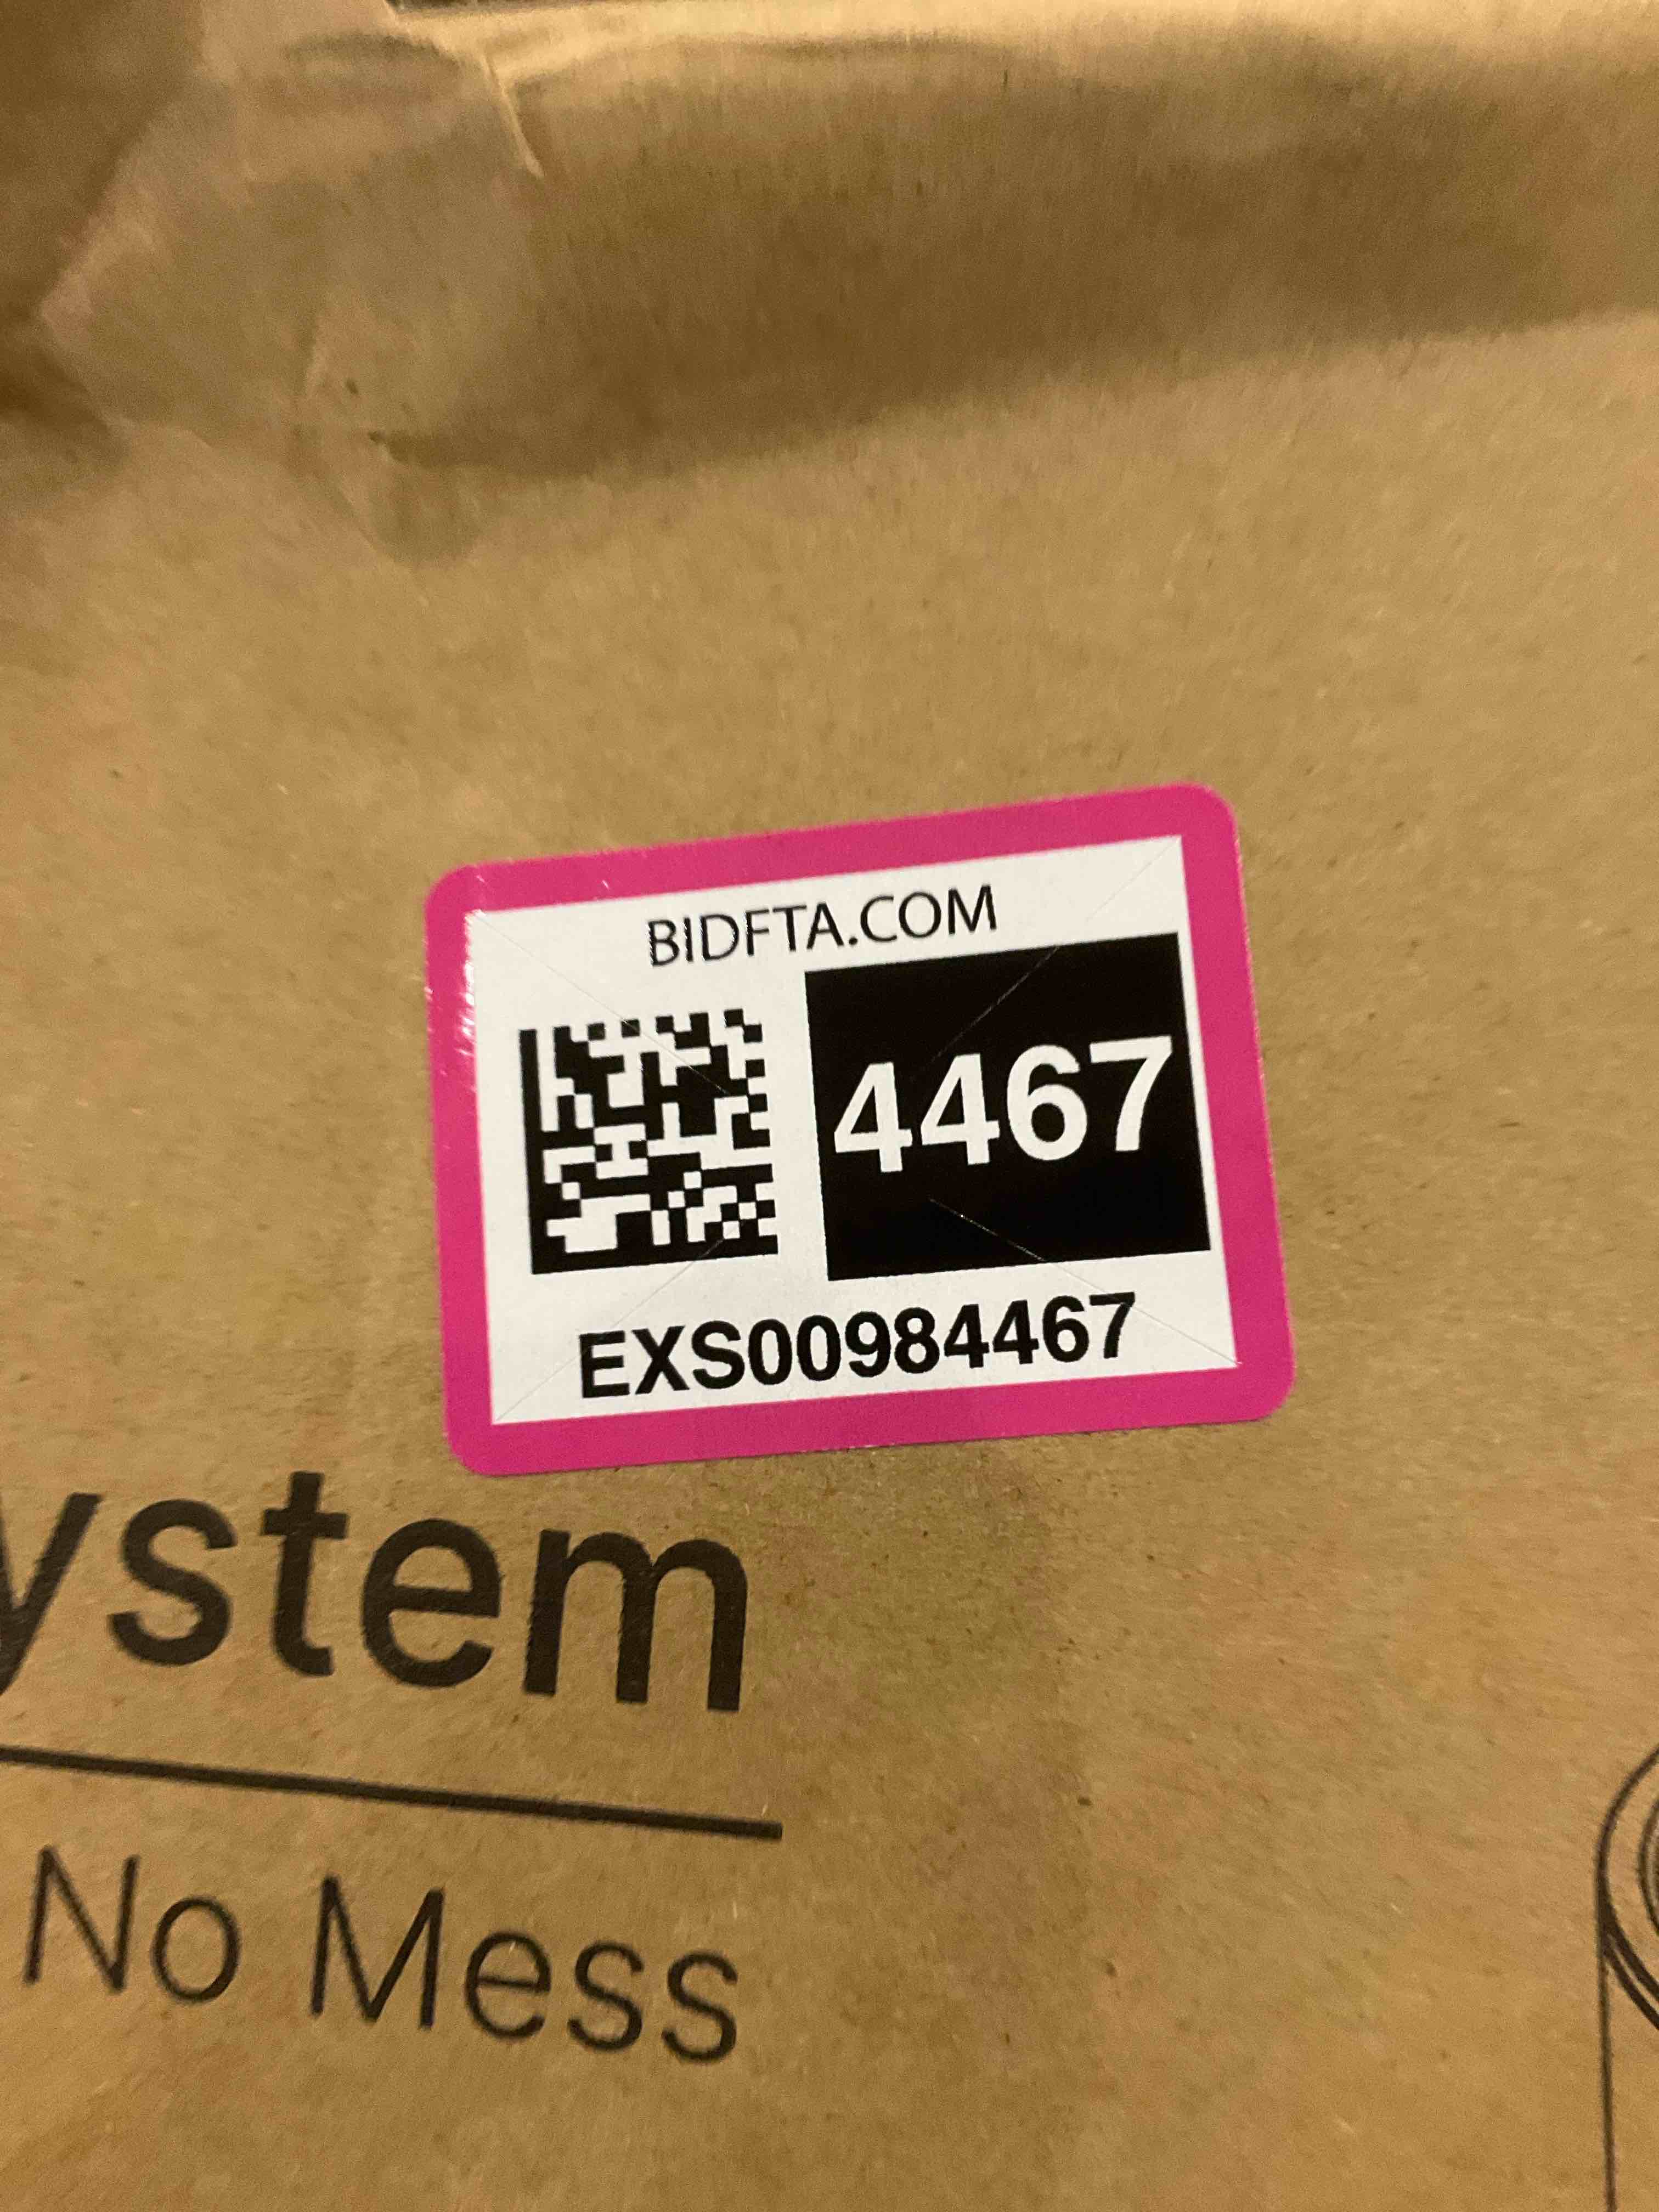 BIDFTA.COM
4467
EXS00984467
ystem
No Mess